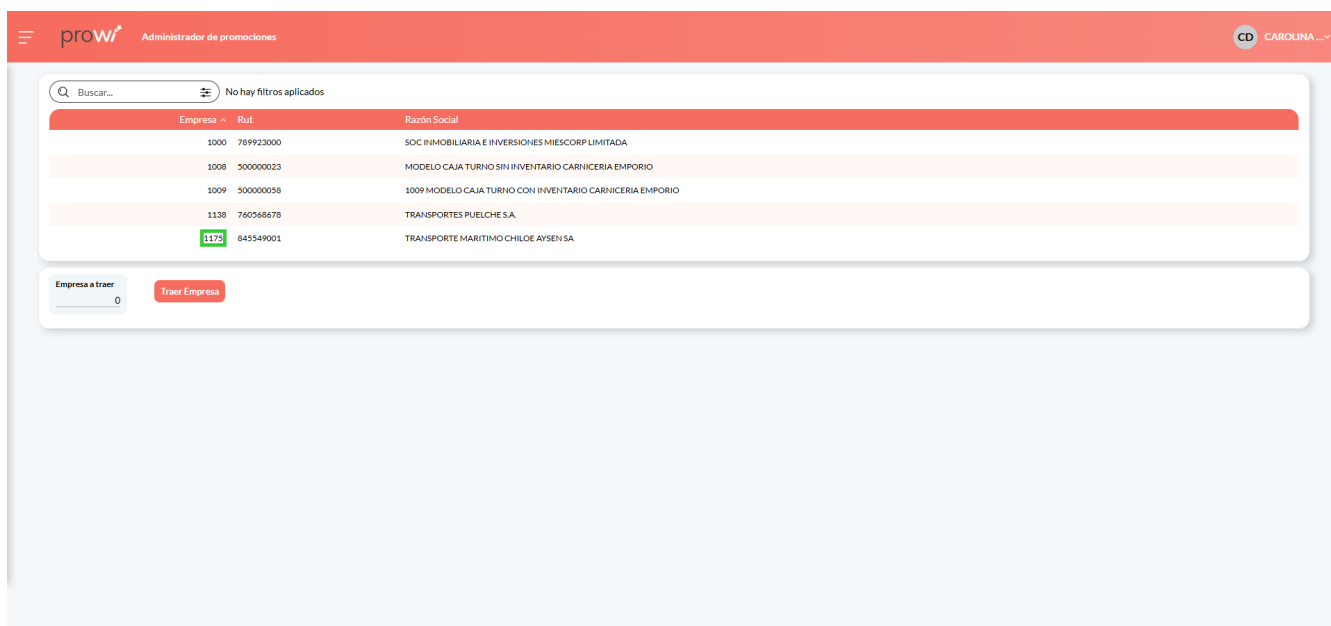 prowi Administrador de promociones CD CAROLINA ...
Buscar... No hay filtros aplicados
Empresa Rut Razón Social
1000 789923000 SOC INMOBILIARIA E INVERSIONES MIESCORP LIMITADA
1008 500000023 MODELO CAJA TURNO SIN INVENTARIO CARNICERIA EMPORIO
1009 500000058 1009 MODELO CAJA TURNO CON INVENTARIO CARNICERIA EMPORIO
1138 760568678 TRANSPORTES PUELCHE S.A.
1175 845549001 TRANSPORTE MARITIMO CHILOE AYSEN SA
Empresa a traer
0
Traer Empresa